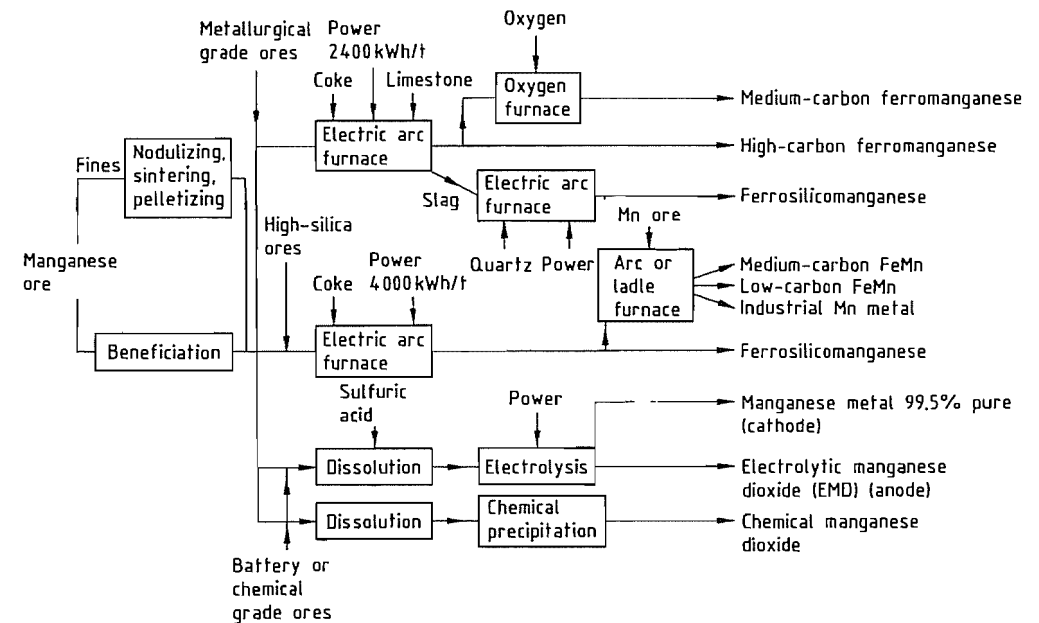 Oxygen
Metallurgical
grade ores
Power
2400kWh/t
Coke
Limestone
Oxygen
furnace
Medium-carbon ferromanganese
Electric arc
furnace
High-carbon ferromanganese
Fines
Nodulizing,
sintering,
pelletizing
Slag
Electric arc
furnace
Ferrosilicomanganese
Mn ore
High-silica
ores
Quartz
Power
Manganese
ore
Power
4000kWh/t
Coke
Arc or
ladle
furnace
Medium-carbon FeMn
Low-carbon FeMn
Industrial Mn metal
Beneficiation
Electric arc
furnace
Ferrosilicomanganese
Sulfuric
acid
Power
Manganese metal 99.5% pure
(cathode)
Dissolution
Electrolysis
Electrolytic manganese
dioxide (EMD) (anode)
Dissolution
Chemical
precipitation
Chemical manganese
dioxide
Battery or
chemical
grade ores